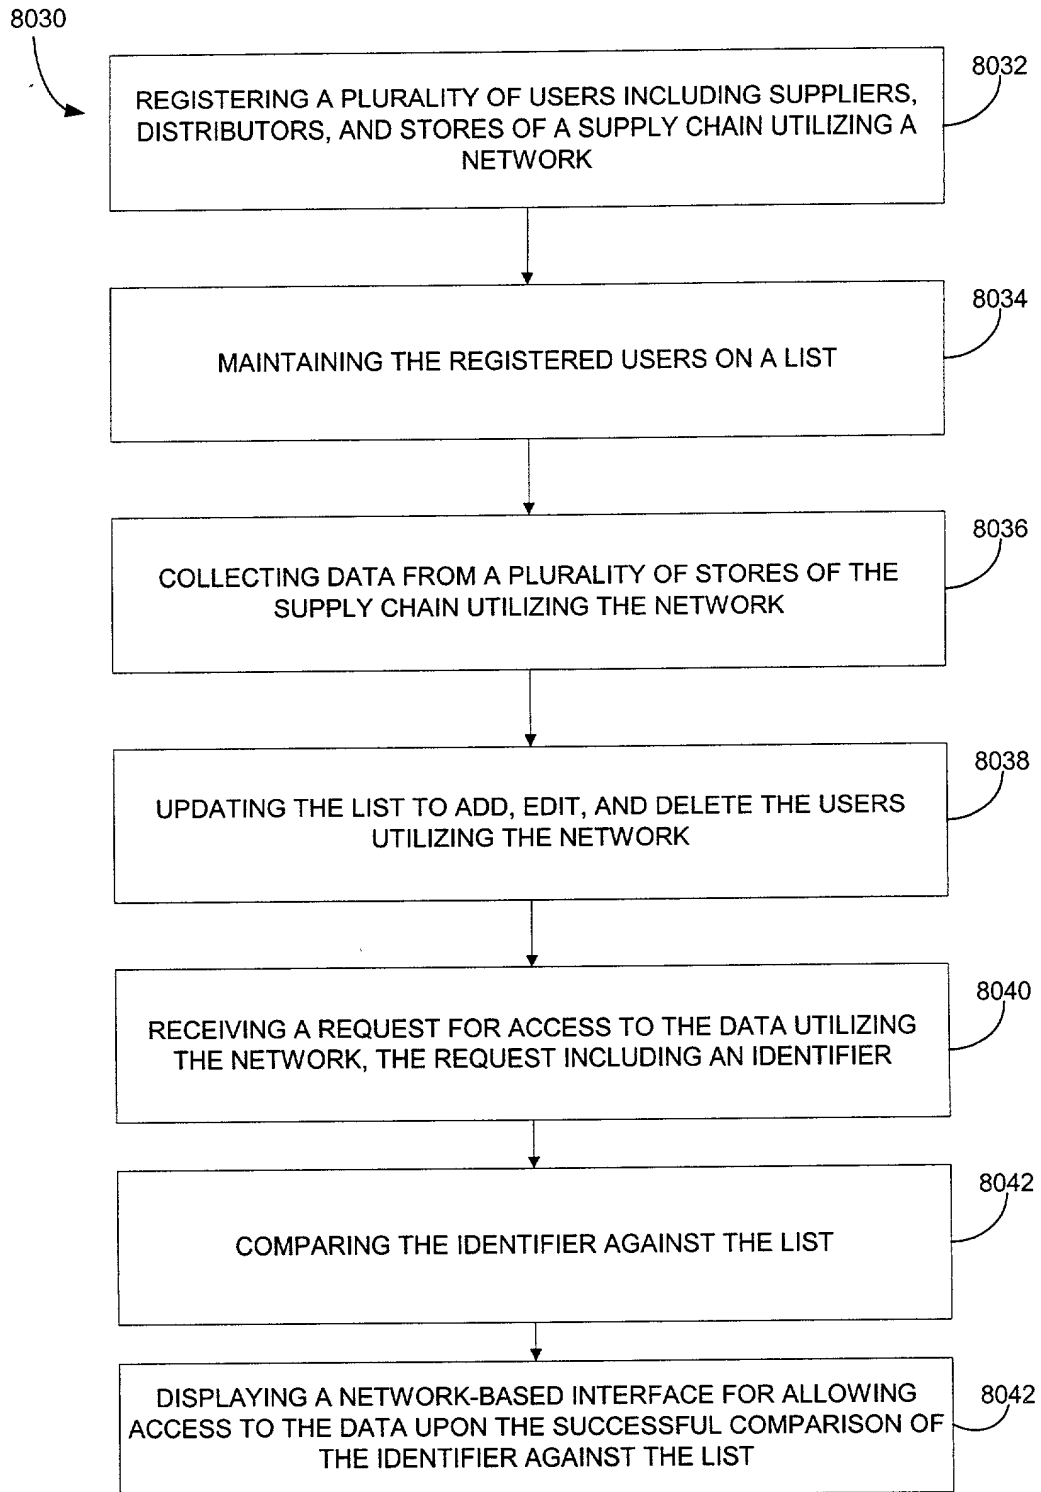 8030
8032
REGISTERING A PLURALITY OF USERS INCLUDING SUPPLIERS,
DISTRIBUTORS, AND STORES OF A SUPPLY CHAIN UTILIZING A
NETWORK
8034
MAINTAINING THE REGISTERED USERS ON A LIST
8036
COLLECTING DATA FROM A PLURALITY OF STORES OF THE
SUPPLY CHAIN UTILIZING THE NETWORK
8038
UPDATING THE LIST TO ADD, EDIT, AND DELETE THE USERS
UTILIZING THE NETWORK
8040
RECEIVING A REQUEST FOR ACCESS TO THE DATA UTILIZING
THE NETWORK, THE REQUEST INCLUDING AN IDENTIFIER
8042
COMPARING THE IDENTIFIER AGAINST THE LIST
8042
DISPLAYING A NETWORK-BASED INTERFACE FOR ALLOWING
ACCESS TO THE DATA UPON THE SUCCESSFUL COMPARISON OF
THE IDENTIFIER AGAINST THE LIST